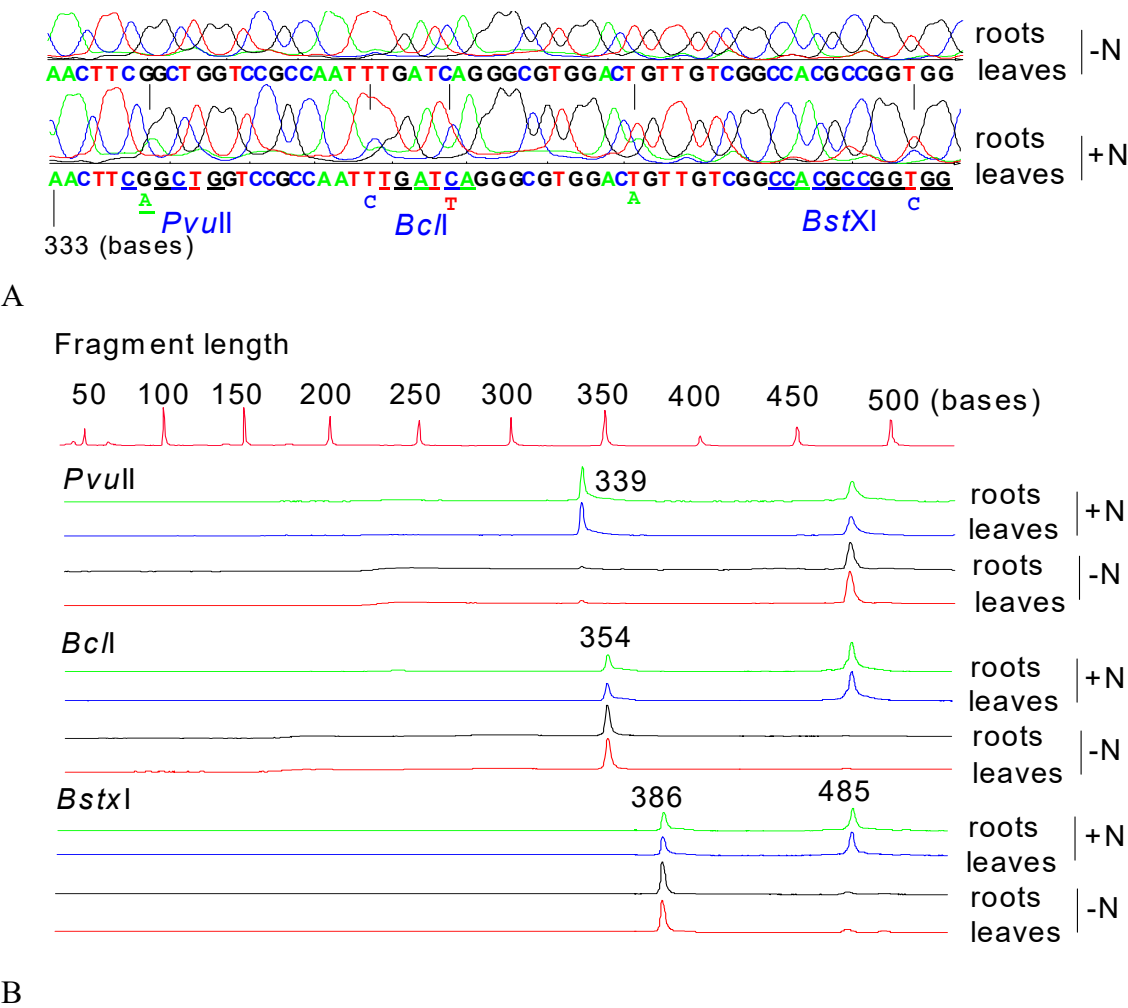 roots
leaves
-N
AACTTCGGCTGGTCCGCCAATTTGATCAGGGCGTGGACTGTTGTCGGCCACGCCGGTGG
roots
leaves
+N
AACTTCGGCTGGTCCGCCAATTTGATCAGGGCGTGGACTGTTGTCGGCCACGCCGGTGG
A C T A C
PvuII BclI BstXI
333 (bases)
A
Fragment length
50 100 150 200 250 300 350 400 450 500 (bases)
PvuII
339
roots
leaves
+N
roots
leaves
-N
BclI
354
roots
leaves
+N
roots
leaves
-N
BstxI
386 485
roots
leaves
+N
roots
leaves
-N
B